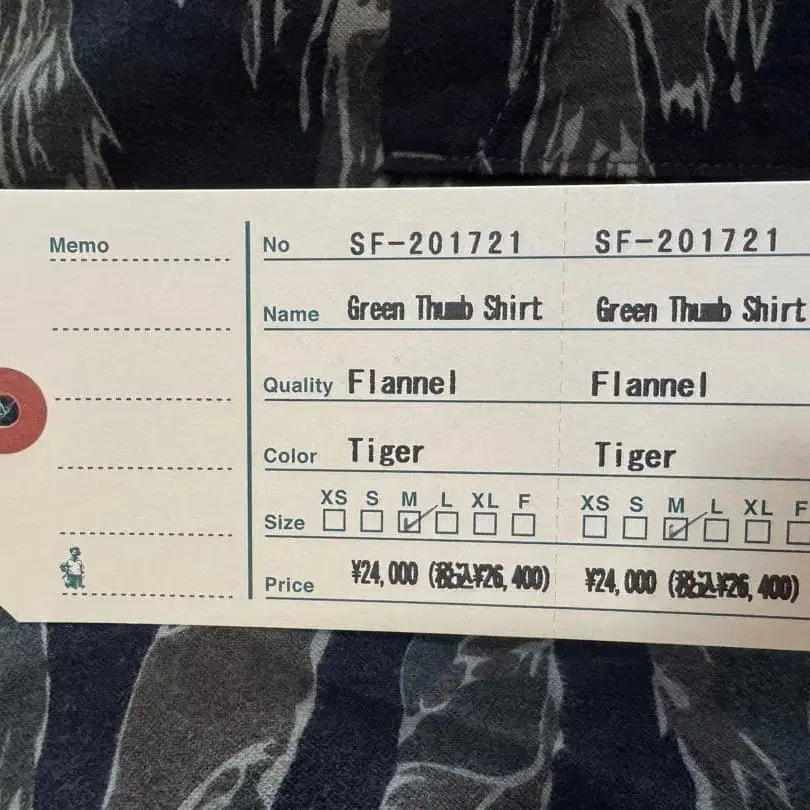 Memo
No SF-201721 SF-201721
Name Green Thumb Shirt Green Thumb Shirt
Quality Flannel Flannel
Color Tiger Tiger
XS S M L XL F XS S M L XL F
Size
Price ¥24,000 (税込¥26,400) ¥24,000 (税込¥26,400)